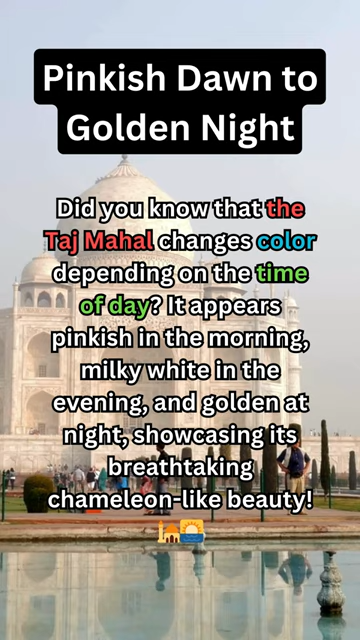 Pinkish Dawn to
Golden Night
Did you know that the
Taj Mahal changes color
depending on the time
of day? It appears
pinkish in the morning,
milky white in the
evening, and golden at
night, showcasing its
breathtaking
chameleon-like beauty!
🕌🌅